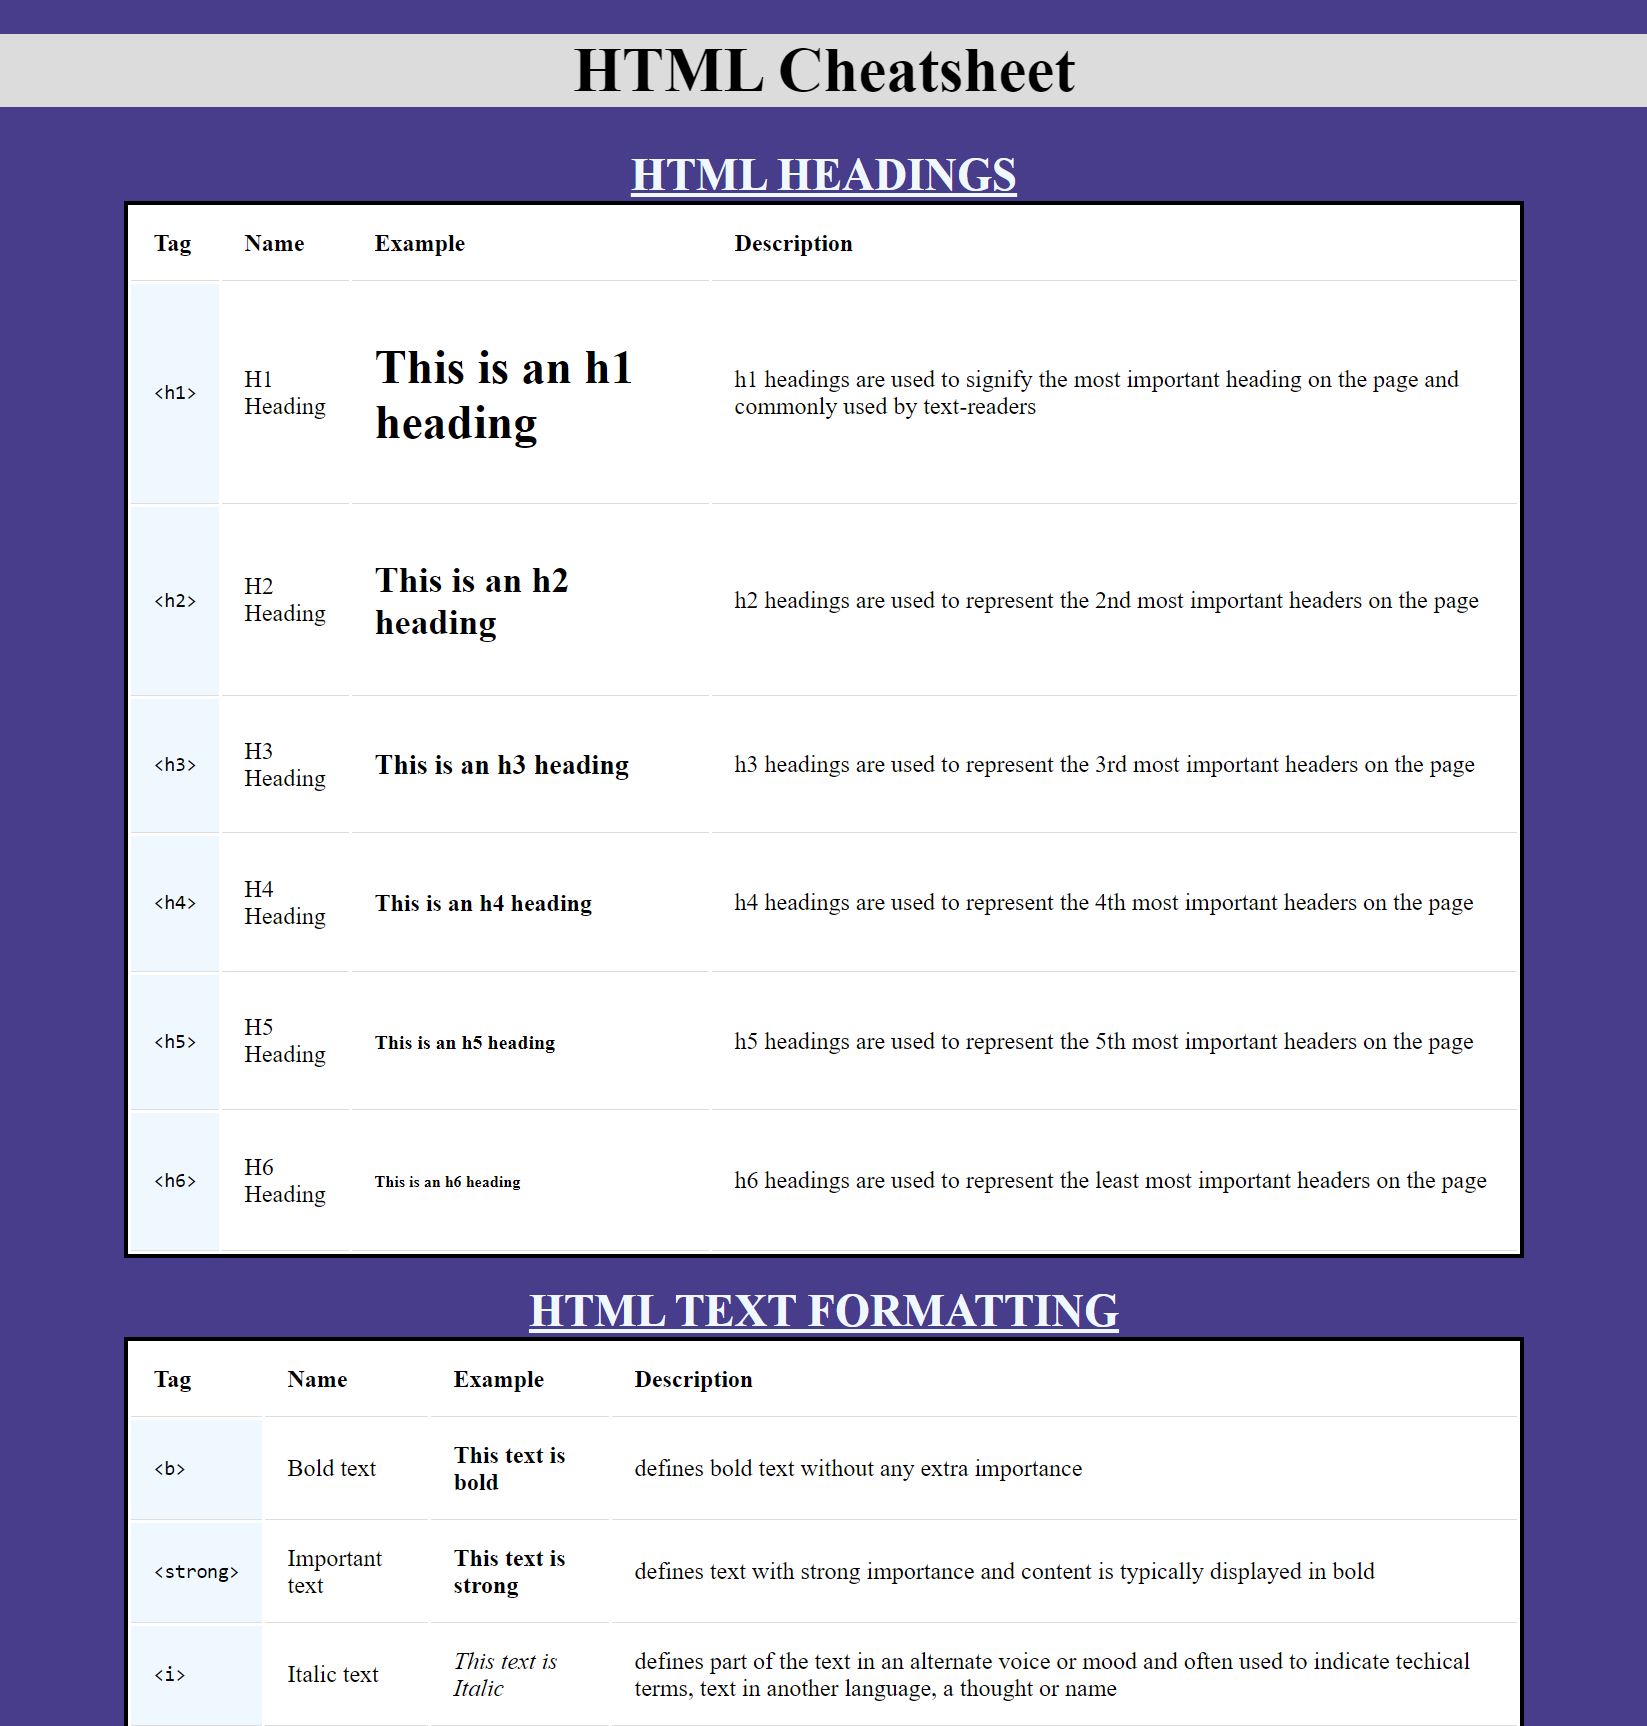 HTML Cheatsheet
HTML HEADINGS
Tag Name Example Description
<h1> H1 Heading This is an h1 heading h1 headings are used to signify the most important heading on the page and commonly used by text-readers
<h2> H2 Heading This is an h2 heading h2 headings are used to represent the 2nd most important headers on the page
<h3> H3 Heading This is an h3 heading h3 headings are used to represent the 3rd most important headers on the page
<h4> H4 Heading This is an h4 heading h4 headings are used to represent the 4th most important headers on the page
<h5> H5 Heading This is an h5 heading h5 headings are used to represent the 5th most important headers on the page
<h6> H6 Heading This is an h6 heading h6 headings are used to represent the least most important headers on the page
HTML TEXT FORMATTING
Tag Name Example Description
<b> Bold text This text is bold defines bold text without any extra importance
<strong> Important text This text is strong defines text with strong importance and content is typically displayed in bold
<i> Italic text This text is Italic defines part of the text in an alternate voice or mood and often used to indicate techical terms, text in another language, a thought or name